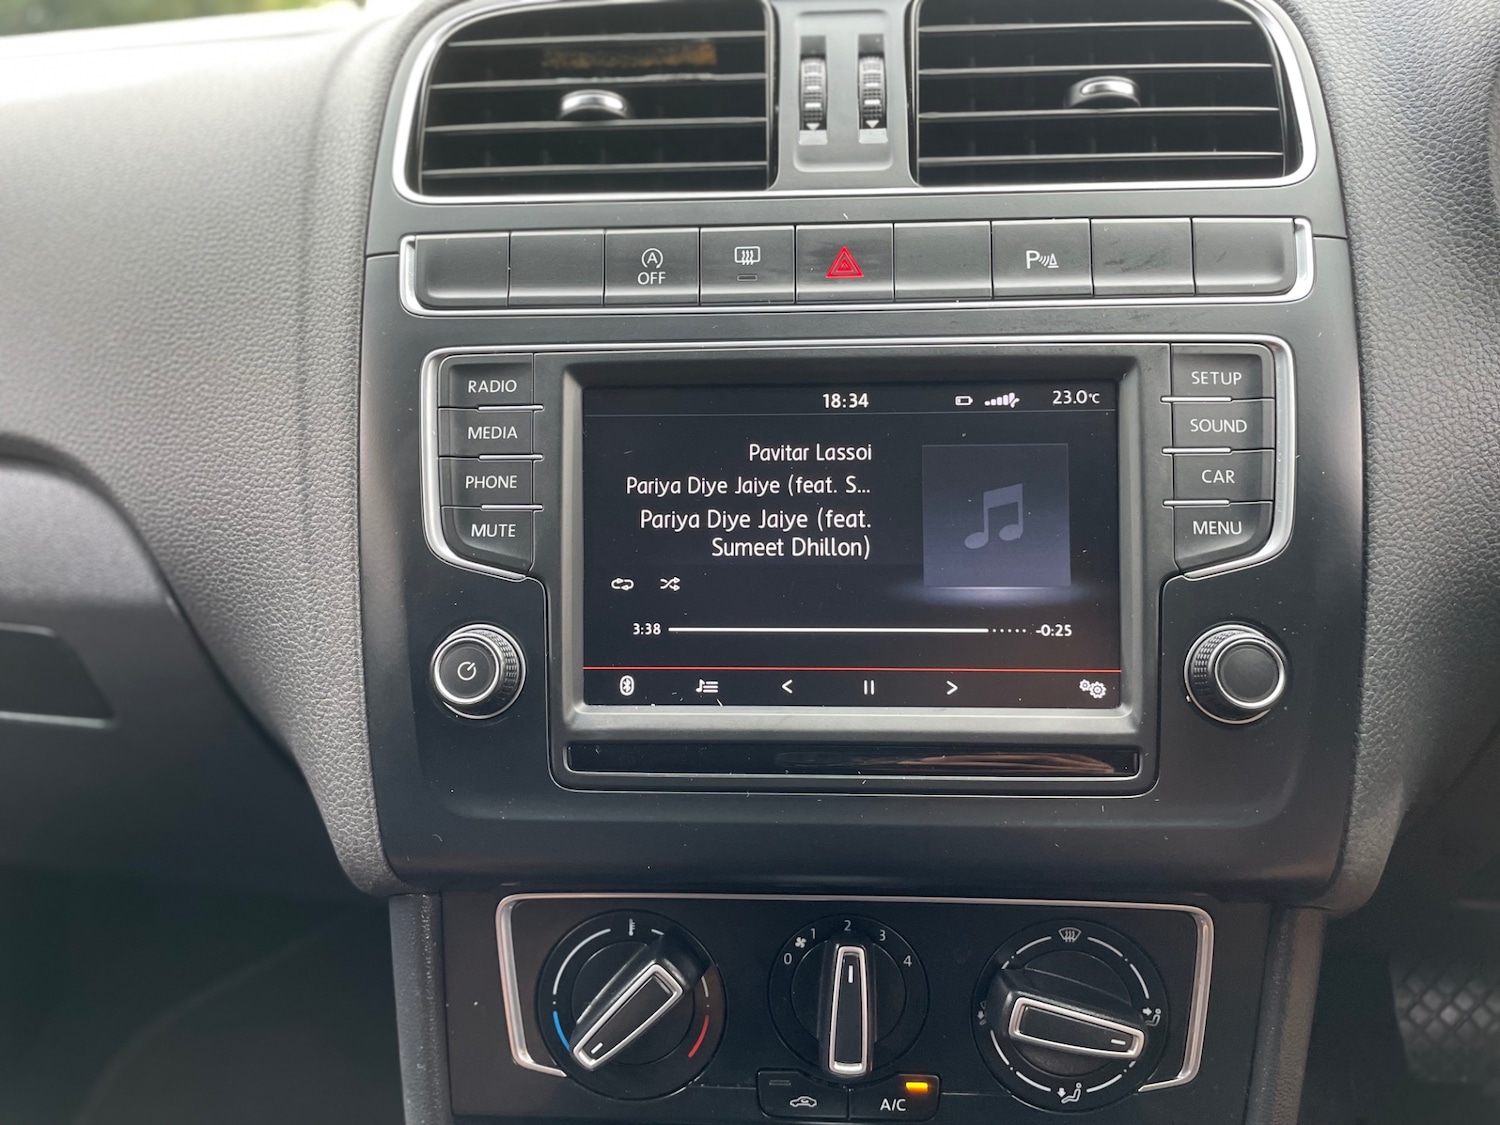 OFF
P
RADIO
MEDIA
PHONE
MUTE
18:34
23.0°C
Pavitar Lassoi
Pariya Diye Jaiye (feat. S...
Pariya Diye Jaiye (feat.
Sumeet Dhillon)
3:38
-0:25
SETUP
SOUND
CAR
MENU
0 1 2 3 4
A/C